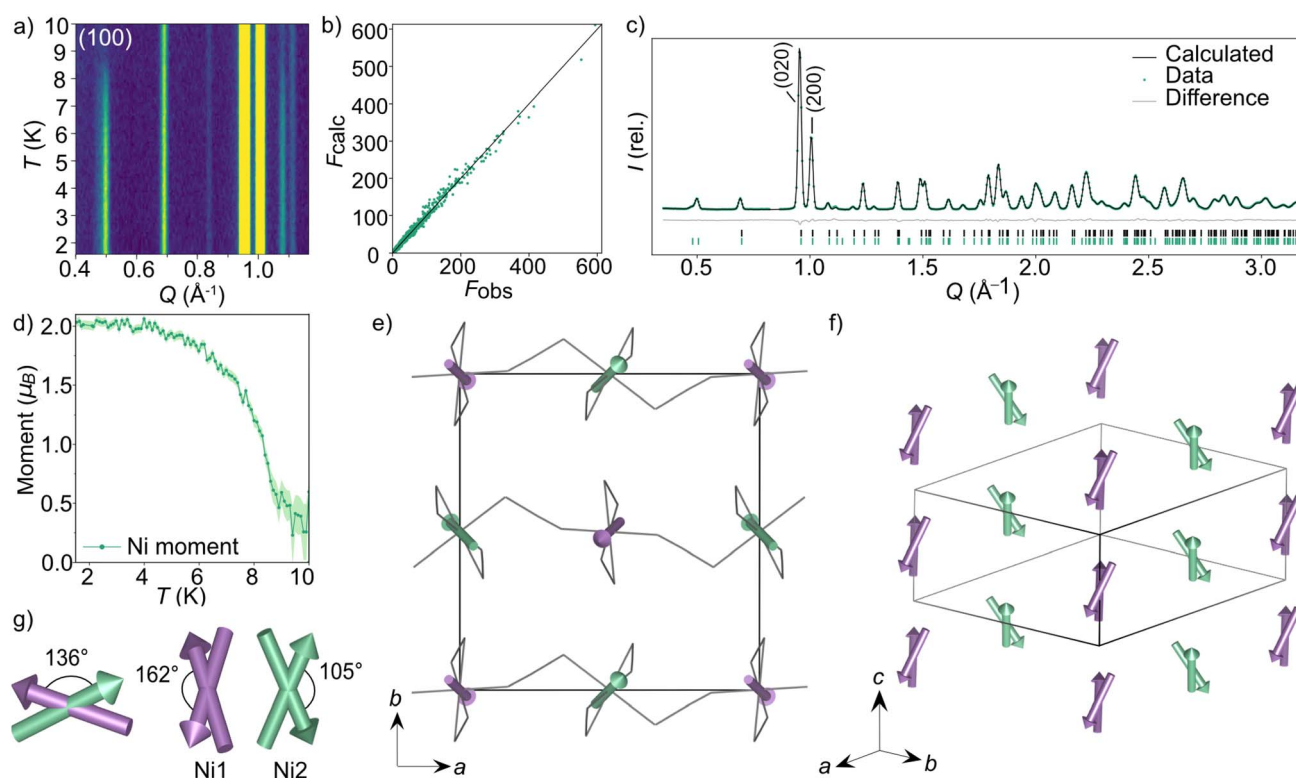 a)
(100)
10
9
8
7
6
5
4
3
2
T (K)
0.4 0.6 0.8 1.0
Q (Å⁻¹)
b)
600
500
400
300
200
100
0
Fcalc
0 200 400 600
Fobs
c)
(020)
(200)
Calculated
Data
Difference
I (rel.)
0.5 1.0 1.5 2.0 2.5 3.0
Q (Å⁻¹)
d)
2.0
1.5
1.0
0.5
0.0
Moment (μB)
Ni moment
2 4 6 8 10
T (K)
e)
b
a
f)
c
a
b
g)
136°
162°
105°
Ni1
Ni2